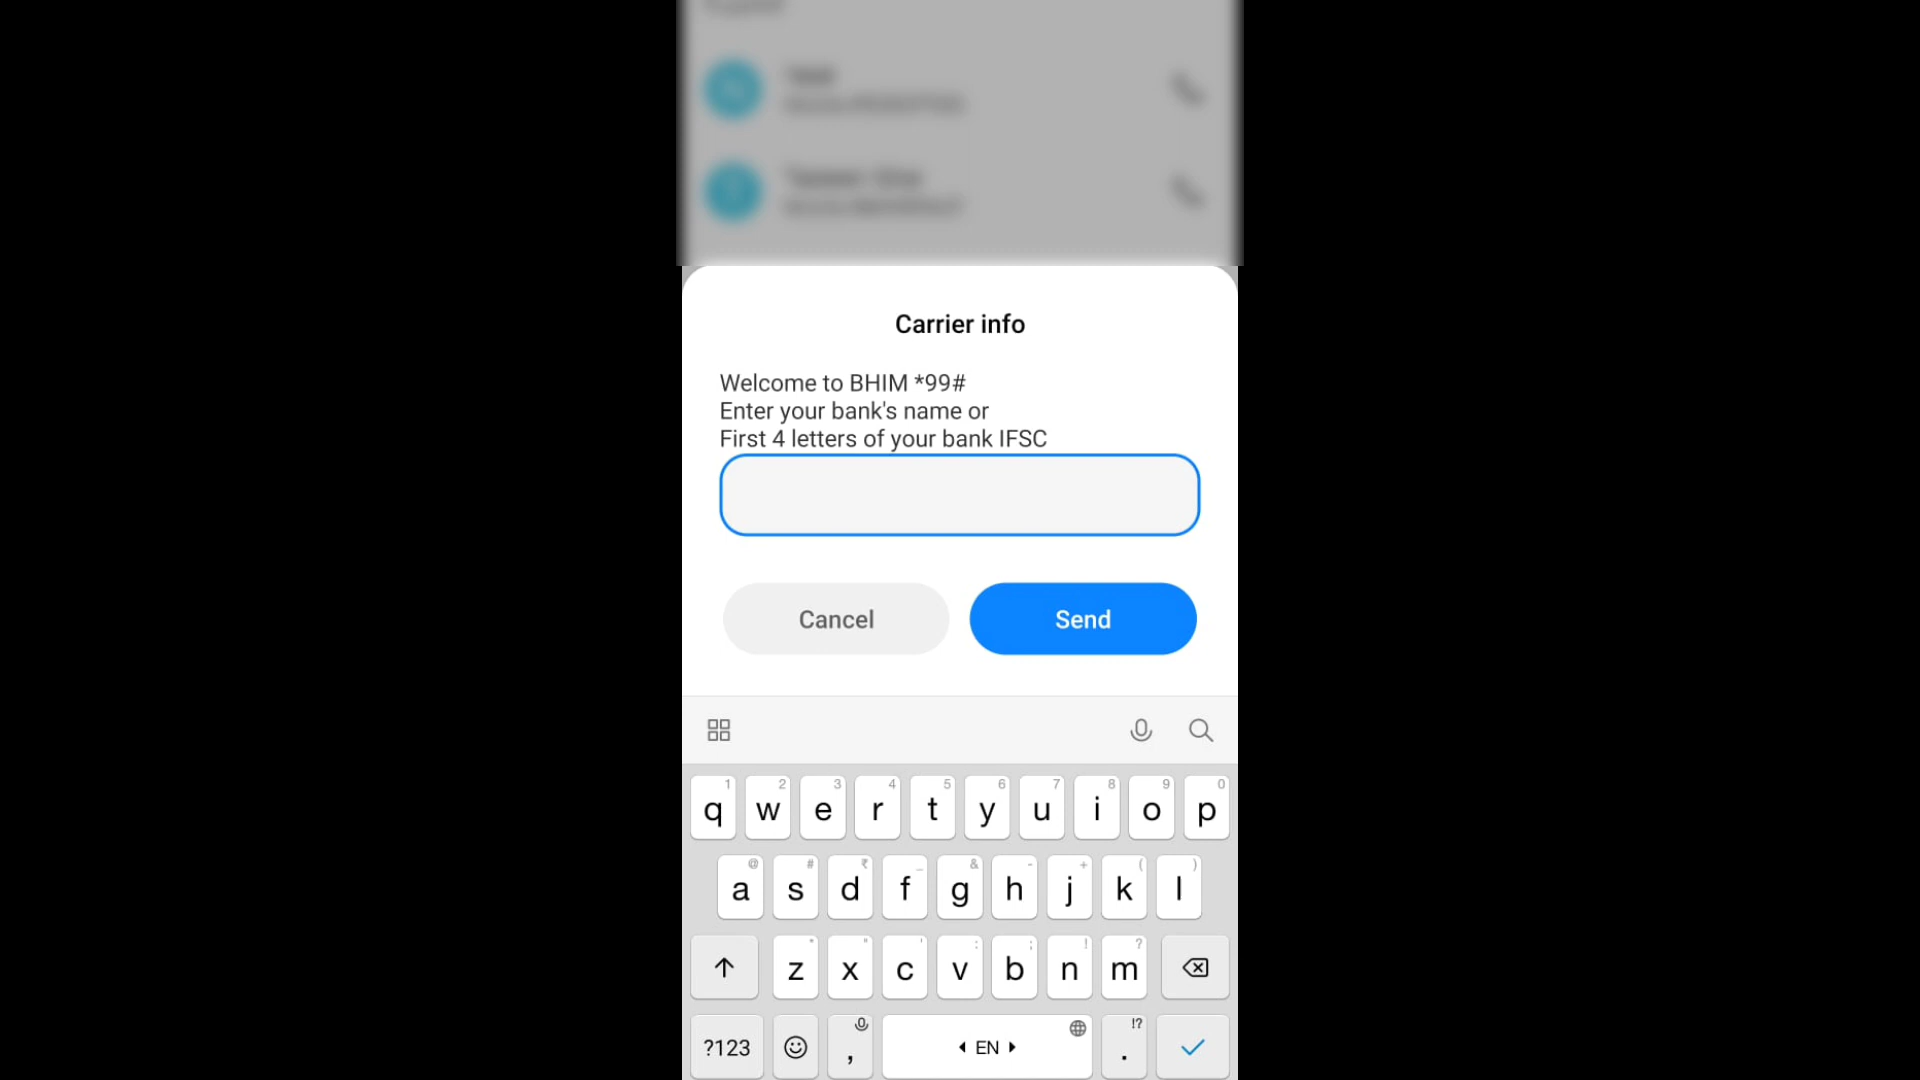 Carrier info
Welcome to BHIM *99#
Enter your bank's name or
First 4 letters of your bank IFSC
Cancel
Send
1 2 3 4 5 6 7 8 9 0
q w e r t y u i o p
@ # ₹ _ & - + ( )
a s d f g h j k l
* " ' : ; ! ?
z x c v b n m
!?
?123 , EN .